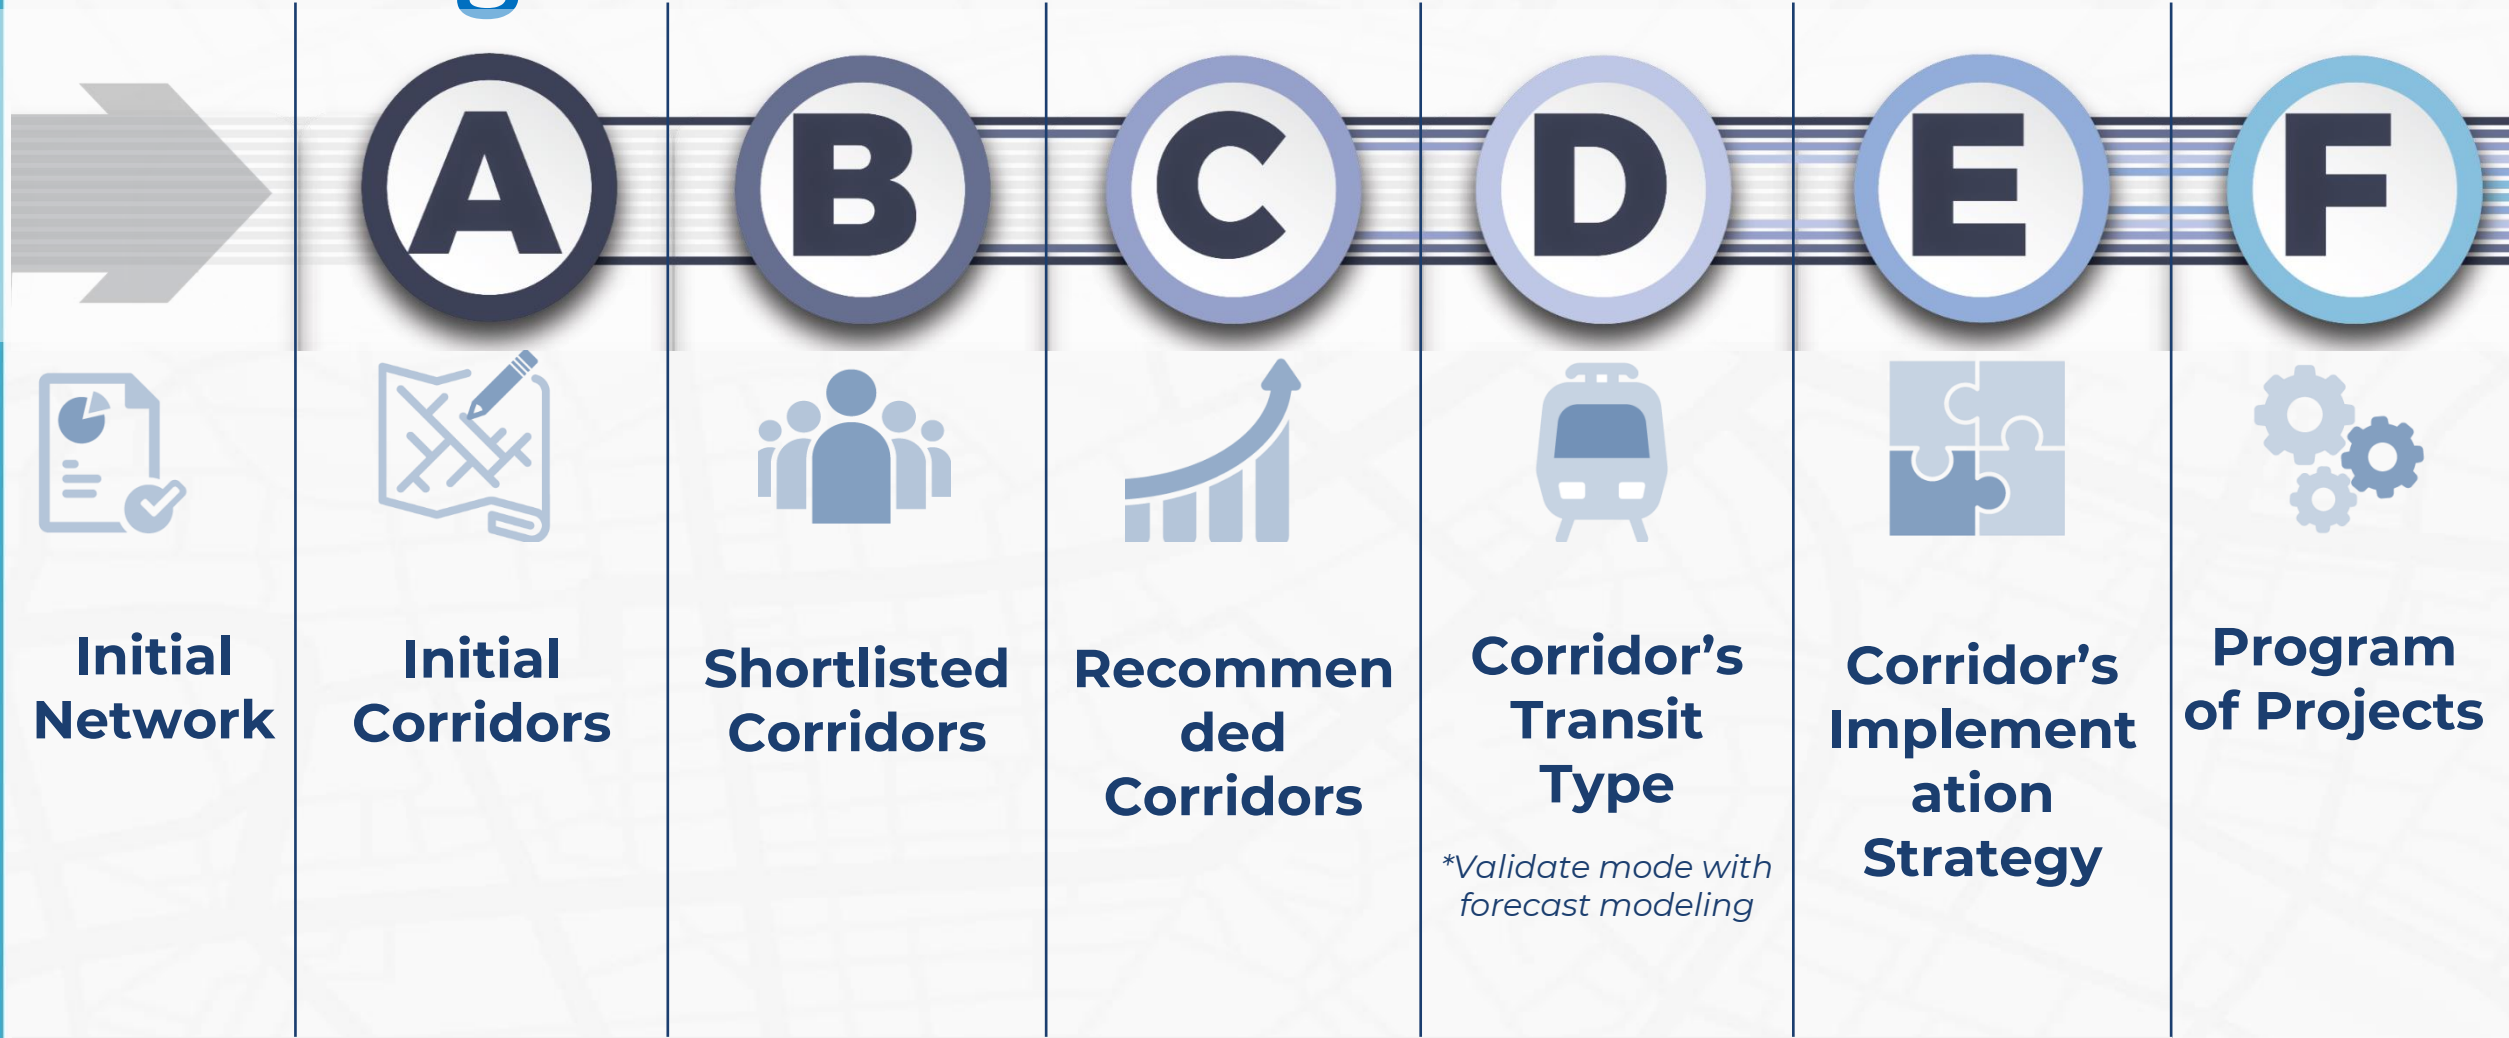 A
B
C
D
E
F
Initial
Network
Initial
Corridors
Shortlisted
Corridors
Recommen
ded
Corridors
Corridor’s
Transit
Type
*Validate mode with
forecast modeling
Corridor’s
Implement
ation
Strategy
Program
of Projects